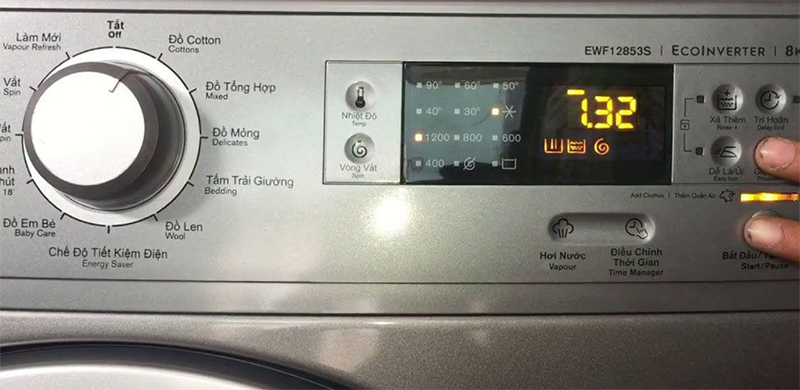 Tắt
Off
Làm Mới
Vapour Refresh
Đồ Cotton
Cottons
Vắt
Spin
Đồ Tổng Hợp
Mixed
Đồ Mỏng
Delicates
18'
Tấm Trải Giường
Bedding
Đồ Em Bé
Baby Care
Đồ Len
Wool
Chế Độ Tiết Kiệm Điện
Energy Saver
EWF12853S | ECOINVERTER | 8K
Nhiệt Độ
Temp
Vòng Vắt
Spin
90° 60° 50°
40° 30°
1200 800 600
400
7.32
Xả Thêm
Rinse +
Trì Hoãn
Delay End
Dễ Là/Ủi
Easy Iron
Add Clothes | Thêm Quần Áo
Hơi Nước
Vapour
Điều Chỉnh
Thời Gian
Time Manager
Bắt Đầu/
Start/Pause